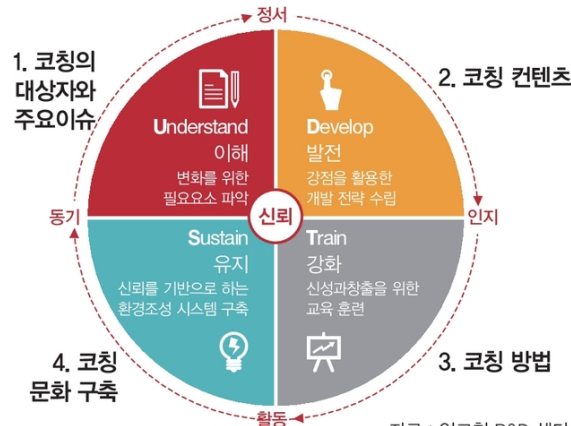 정서
1. 코칭의
대상자와
주요이슈
2. 코칭 컨텐츠
Understand
이해
변화를 위한
필요요소 파악
Develop
발전
강점을 활용한
개발 전략 수립
동기
신뢰
인지
Sustain
유지
신뢰를 기반으로 하는
환경조성 시스템 구축
Train
강화
신성과창출을 위한
교육 훈련
4. 코칭
문화 구축
3. 코칭 방법
활동